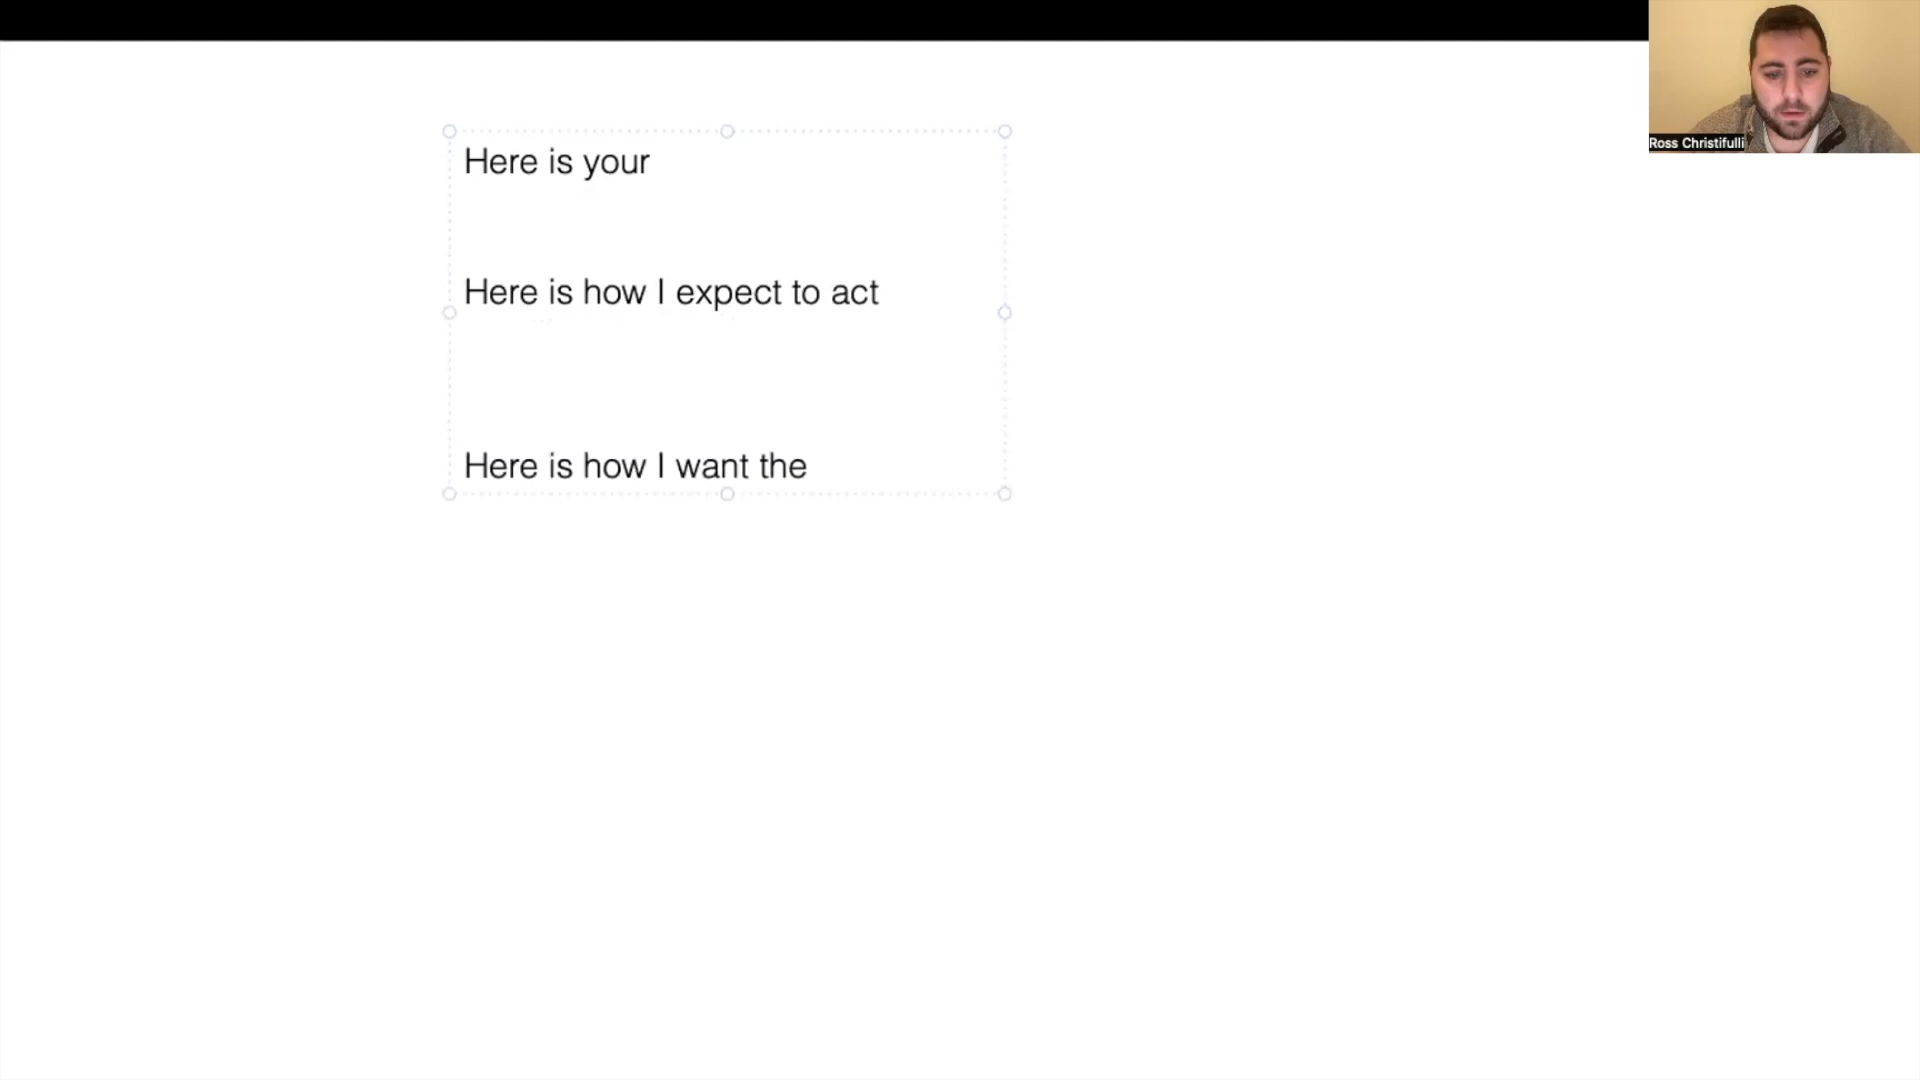 Ross Christifulli
Here is your
Here is how I expect to act
Here is how I want the